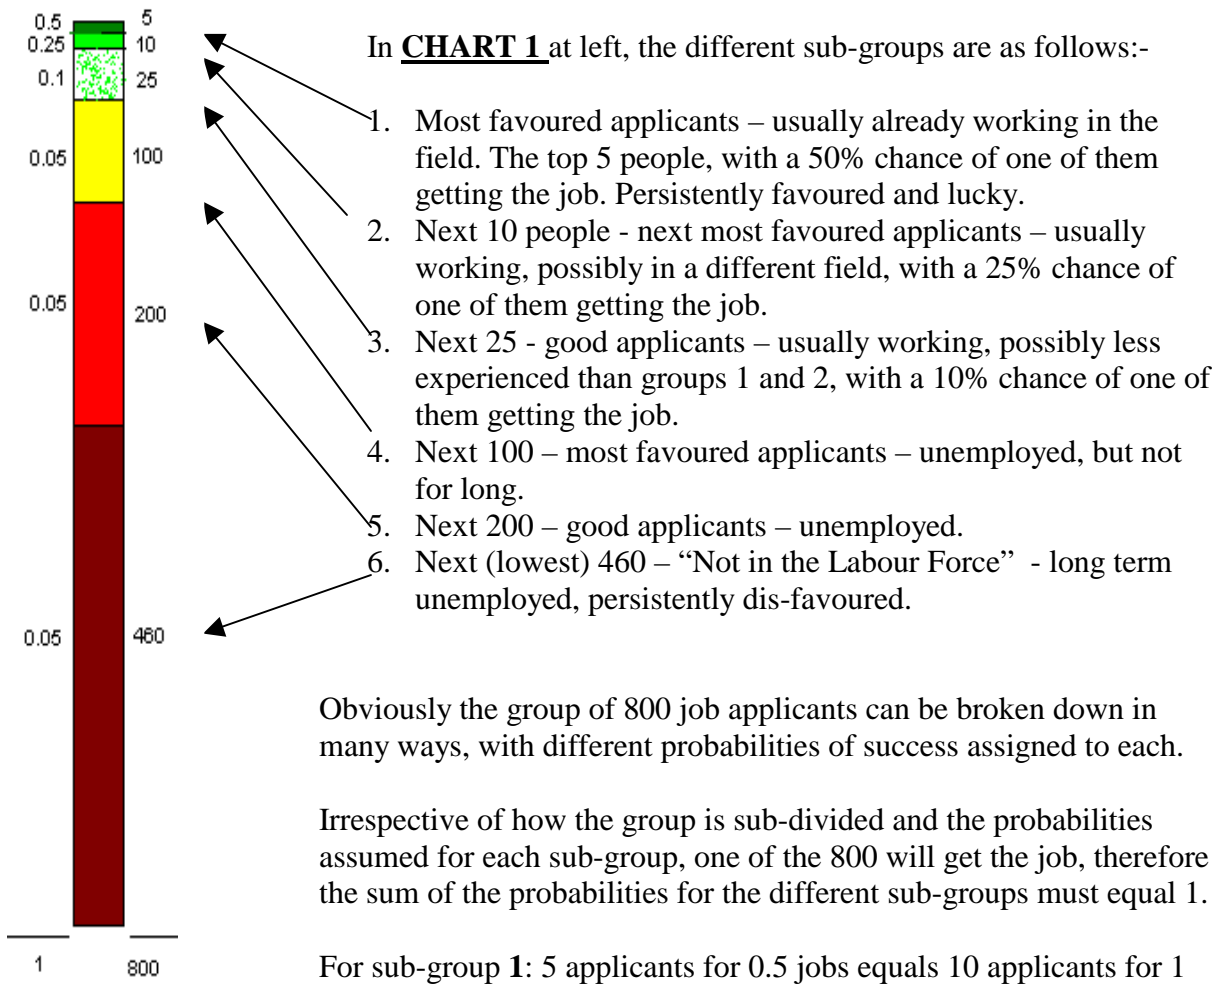 0.5 5
0.25 10
0.1 25
0.05 100
0.05 200
0.05 460
1 800
In CHART 1 at left, the different sub-groups are as follows:-
1. Most favoured applicants – usually already working in the
field. The top 5 people, with a 50% chance of one of them
getting the job. Persistently favoured and lucky.
2. Next 10 people - next most favoured applicants – usually
working, possibly in a different field, with a 25% chance of
one of them getting the job.
3. Next 25 - good applicants – usually working, possibly less
experienced than groups 1 and 2, with a 10% chance of one of
them getting the job.
4. Next 100 – most favoured applicants – unemployed, but not
for long.
5. Next 200 – good applicants – unemployed.
6. Next (lowest) 460 – “Not in the Labour Force” - long term
unemployed, persistently dis-favoured.
Obviously the group of 800 job applicants can be broken down in
many ways, with different probabilities of success assigned to each.
Irrespective of how the group is sub-divided and the probabilities
assumed for each sub-group, one of the 800 will get the job, therefore
the sum of the probabilities for the different sub-groups must equal 1.
For sub-group 1: 5 applicants for 0.5 jobs equals 10 applicants for 1